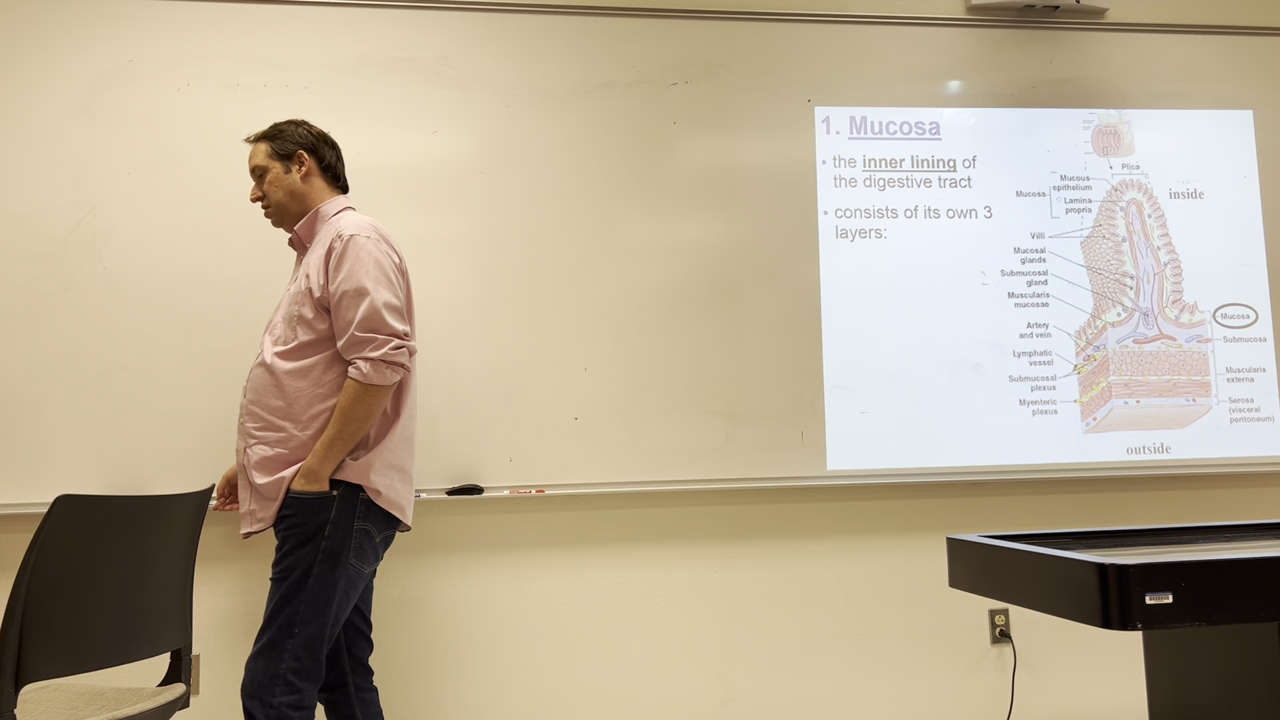 1. Mucosa
• the inner lining of
the digestive tract
• consists of its own 3
layers:
Plica
Mucous
epithelium
Mucosa
Lamina
propria
inside
Villi
Mucosal
glands
Submucosal
gland
Muscularis
mucosae
Artery
and vein
Lymphatic
vessel
Submucosal
plexus
Myenteric
plexus
Mucosa
Submucosa
Muscularis
externa
Serosa
(visceral
peritoneum)
outside